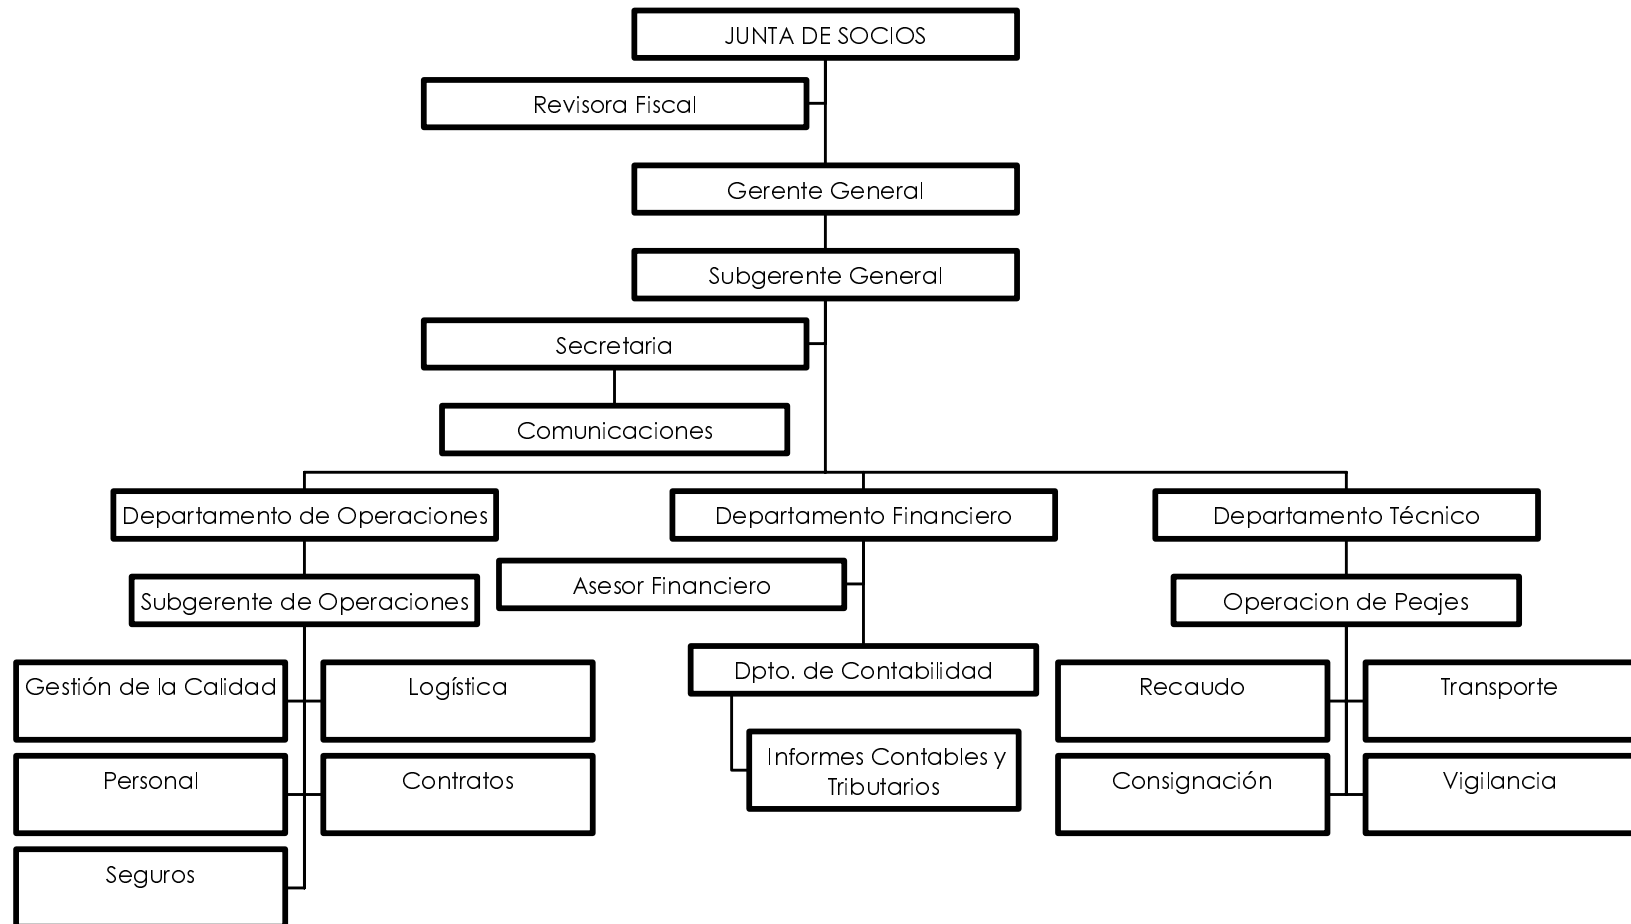 JUNTA DE SOCIOS
Revisora Fiscal
Gerente General
Subgerente General
Secretaria
Comunicaciones
Departamento de Operaciones
Departamento Financiero
Departamento Técnico
Subgerente de Operaciones
Asesor Financiero
Operacion de Peajes
Gestión de la Calidad
Logística
Dpto. de Contabilidad
Recaudo
Transporte
Personal
Contratos
Informes Contables y
Tributarios
Consignación
Vigilancia
Seguros